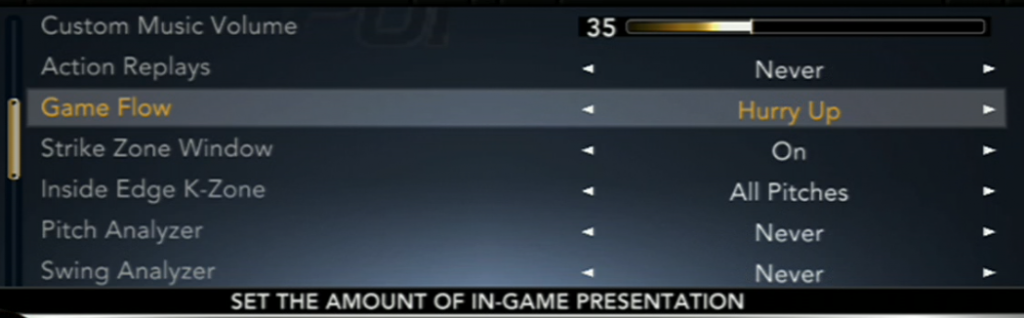 Custom Music Volume 35
Action Replays Never
Game Flow Hurry Up
Strike Zone Window On
Inside Edge K-Zone All Pitches
Pitch Analyzer Never
Swing Analyzer Never
SET THE AMOUNT OF IN-GAME PRESENTATION